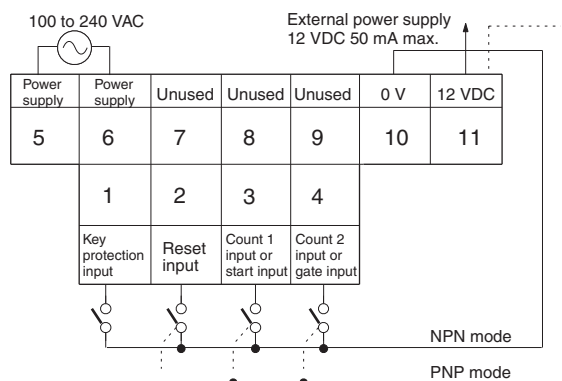 100 to 240 VAC
External power supply
12 VDC 50 mA max.
Power supply
Power supply
Unused
Unused
Unused
0 V
12 VDC
5
6
7
8
9
10
11
1
2
3
4
Key protection input
Reset input
Count 1 input or start input
Count 2 input or gate input
NPN mode
PNP mode